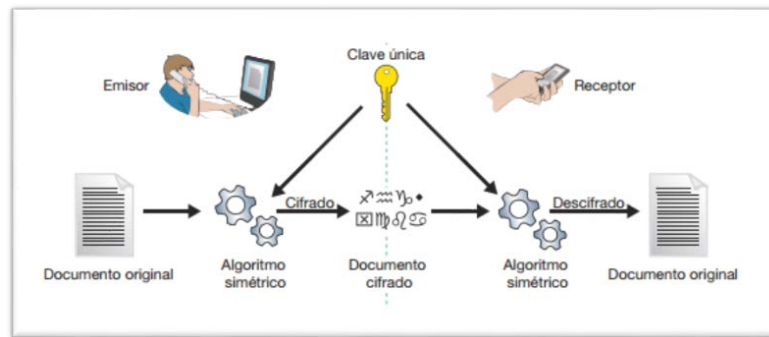 Clave única
Emisor
Receptor
Cifrado
Descifrado
Documento original
Algoritmo
simétrico
Documento
cifrado
Algoritmo
simétrico
Documento original